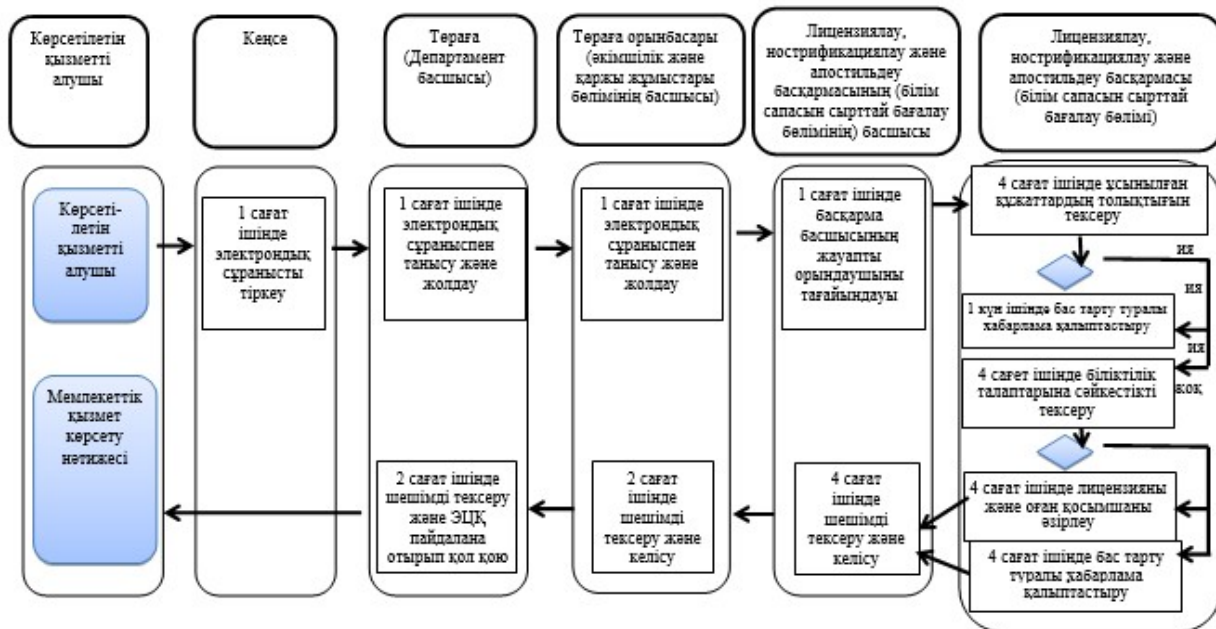 Көрсетілетін
қызметті
алушы
Кеңсе
Төраға
(Департамент
басшысы)
Төраға орынбасары
(әкімшілік және
қаржы жұмыстары
бөлімінің басшысы)
Лицензиялау,
нострификациялау және
апостильдеу
басқармасының (білім
сапасын сырттай бағалау
бөлімінің) басшысы
Лицензиялау,
нострификациялау және
апостильдеу басқармасы
(білім сапасын сырттай
бағалау бөлімі)
Көрсеті-
летін
қызметті
алушы
1 сағат
ішінде
электрондық
сұранысты
тіркеу
1 сағат ішінде
электрондық
сұраныспен
танысу және
жолдау
1 сағат ішінде
электрондық
сұраныспен
танысу және
жолдау
1 сағат ішінде
басқарма
басшысының
жауапты
орындаушыны
тағайындауы
4 сағат ішінде ұсынылған
құжаттардың толықтығын
тексеру
ия
ия
1 күн ішінде бас тарту туралы
хабарлама қалыптастыру
ия
4 сағет ішінде біліктілік
талаптарына сәйкестікті
тексеру
жоқ
Мемлекеттік
қызмет
көрсету
нәтижесі
2 сағат ішінде
шешімді тексеру
және ЭЦҚ
пайдалана
отырып қол қою
2 сағат
ішінде
шешімді
тексеру және
келісу
4 сағат
ішінде
шешімді
тексеру және
келісу
4 сағат ішінде лицензияны
және оған қосымшаны
әзірлеу
4 сағат ішінде бас тарту
туралы хабарлама
қалыптастыру